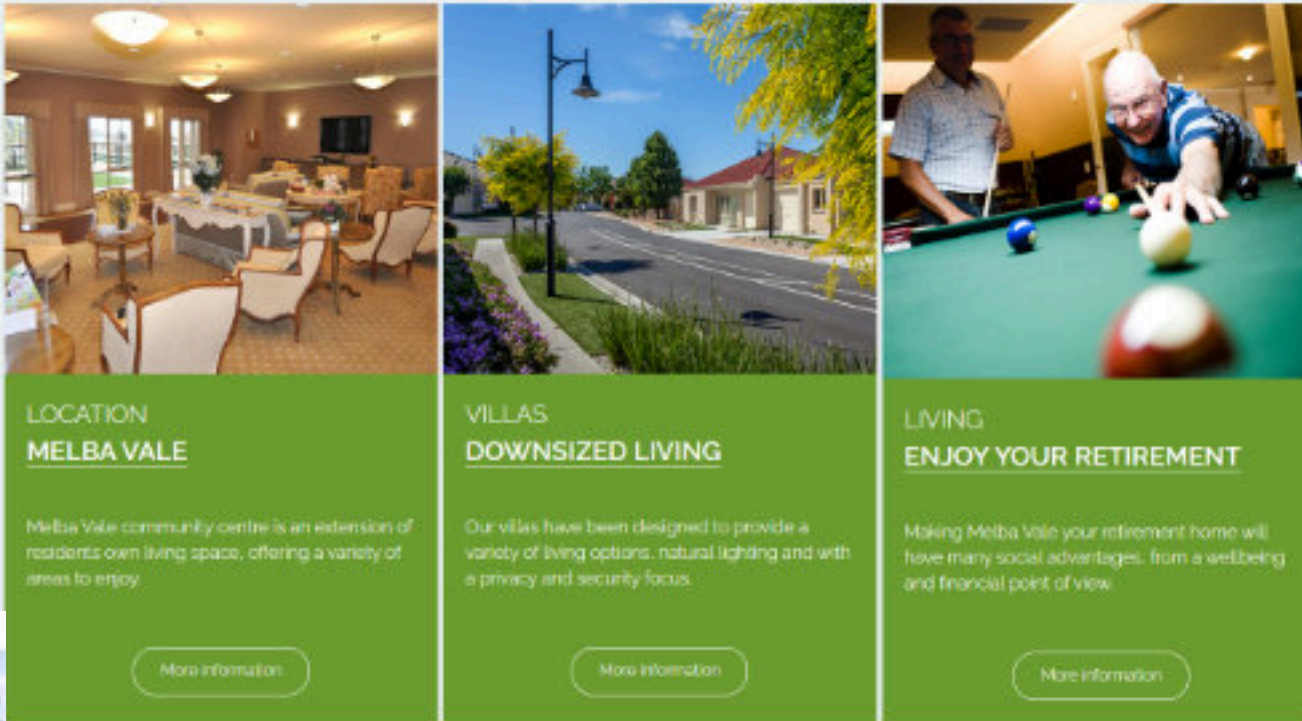 LOCATION
MELBA VALE
Melba Vale community centre is an extension of
residents own living space, offering a variety of
areas to enjoy.
More information
VILLAS
DOWNSIZED LIVING
Our villas have been designed to provide a
variety of living options, natural lighting and with
a privacy and security focus.
More information
LIVING
ENJOY YOUR RETIREMENT
Making Melba Vale your retirement home will
have many social advantages, from a wellbeing
and financial point of view.
More information